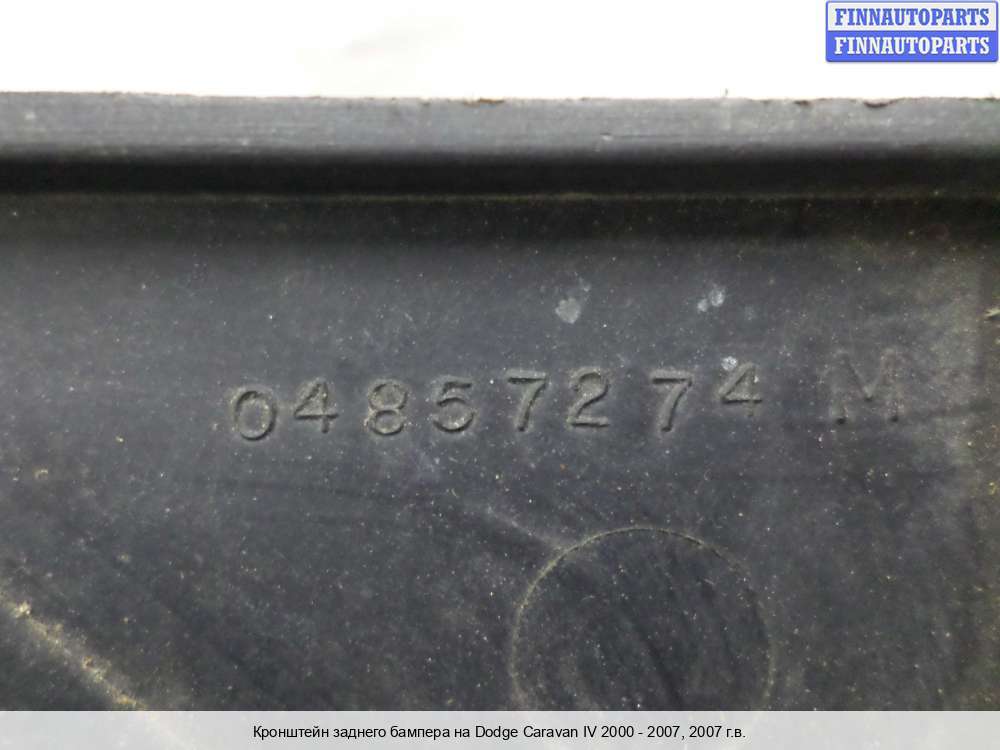 FINNAUTOPARTS
FINNAUTOPARTS
04857274 M
Кронштейн заднего бампера на Dodge Caravan IV 2000 - 2007, 2007 г.в.